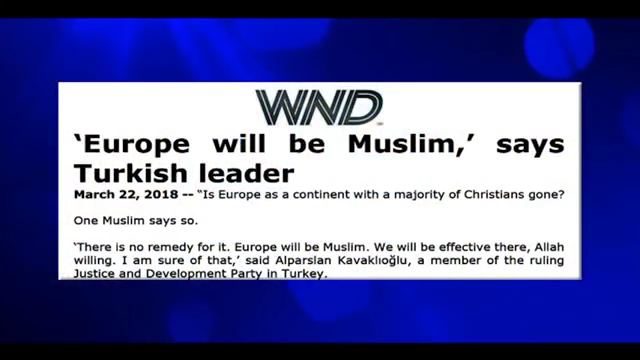 WND
‘Europe will be Muslim,’ says
Turkish leader
March 22, 2018 -- “Is Europe as a continent with a majority of Christians gone?
One Muslim says so.
‘There is no remedy for it. Europe will be Muslim. We will be effective there, Allah
willing. I am sure of that,’ said Alparslan Kavaklıoğlu, a member of the ruling
Justice and Development Party in Turkey.